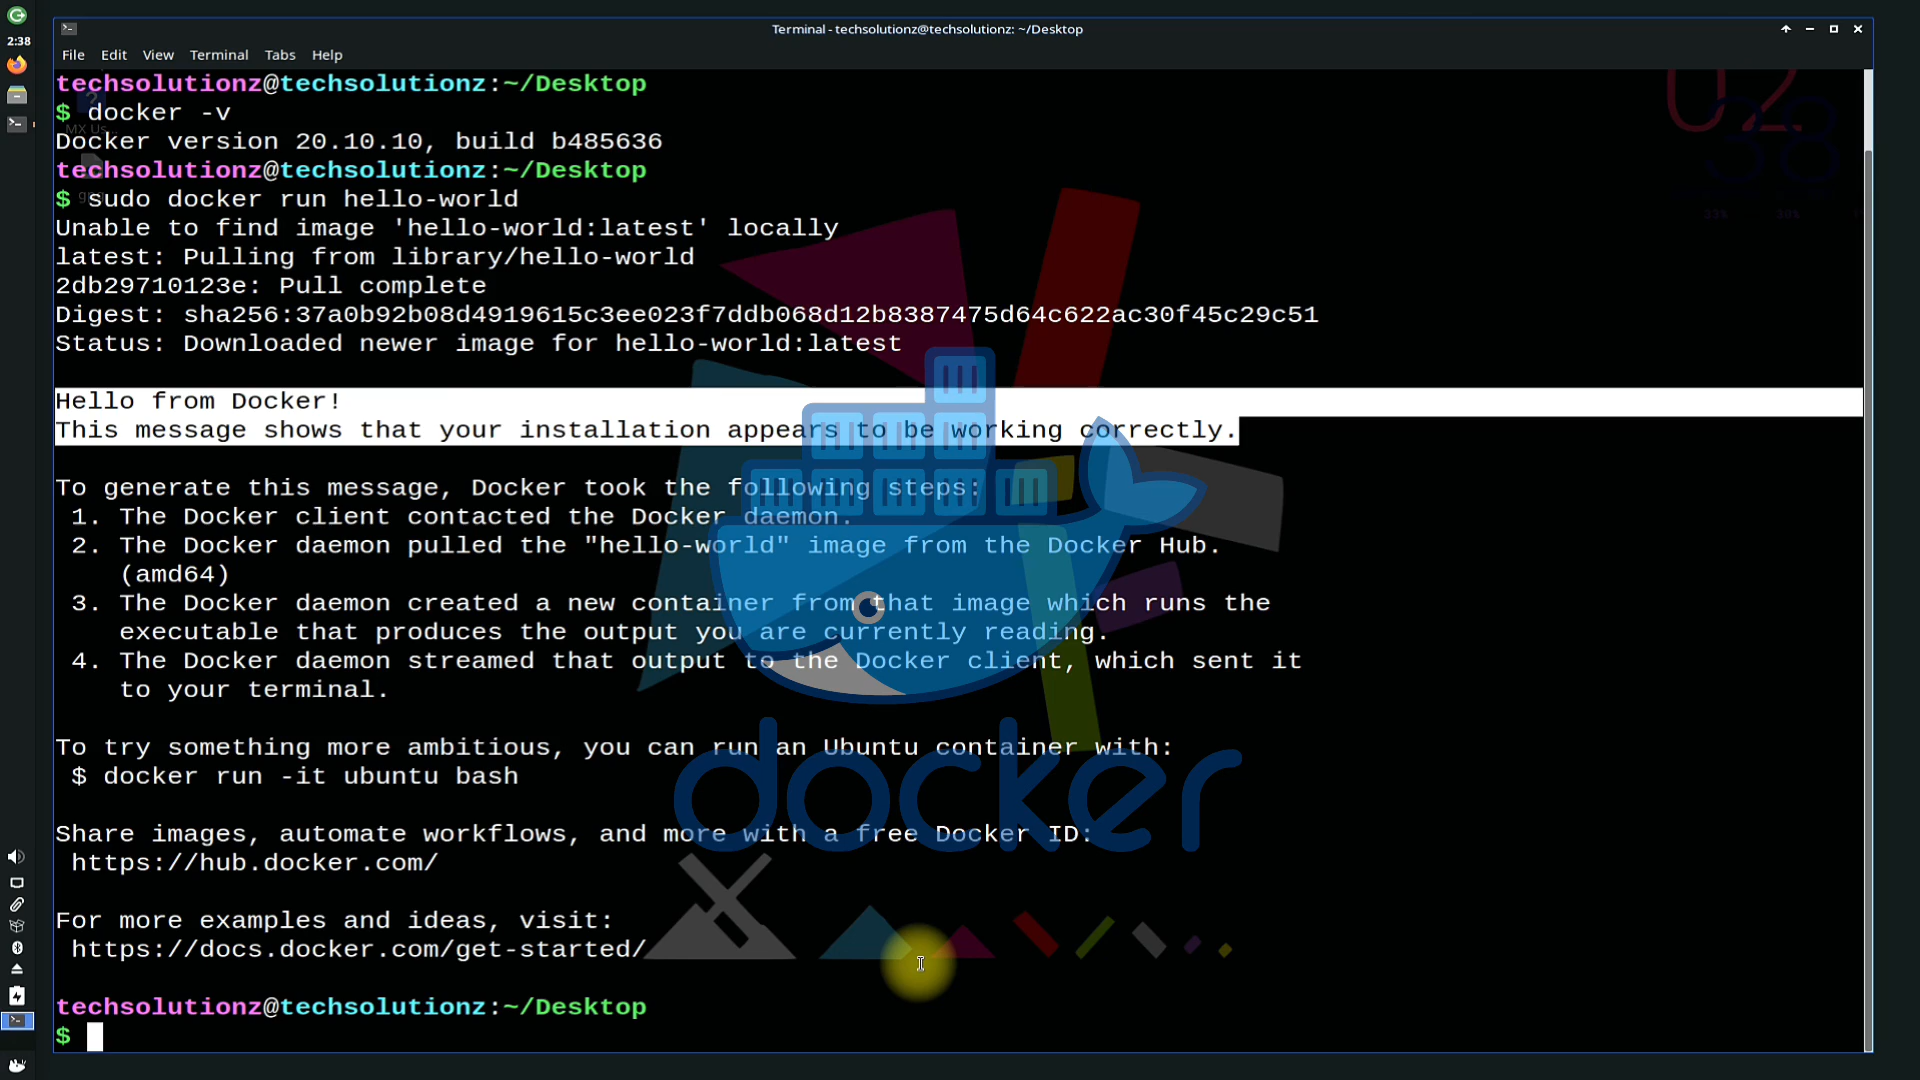 2:38
Terminal - techsolutionz@techsolutionz: ~/Desktop
File Edit View Terminal Tabs Help
techsolutionz@techsolutionz:~/Desktop
$ docker -v
Docker version 20.10.10, build b485636
techsolutionz@techsolutionz:~/Desktop
$ sudo docker run hello-world
Unable to find image 'hello-world:latest' locally
latest: Pulling from library/hello-world
2db29710123e: Pull complete
Digest: sha256:37a0b92b08d4919615c3ee023f7ddb068d12b8387475d64c622ac30f45c29c51
Status: Downloaded newer image for hello-world:latest
Hello from Docker!
This message shows that your installation appears to be working correctly.
To generate this message, Docker took the following steps:
1. The Docker client contacted the Docker daemon.
2. The Docker daemon pulled the "hello-world" image from the Docker Hub.
(amd64)
3. The Docker daemon created a new container from that image which runs the
executable that produces the output you are currently reading.
4. The Docker daemon streamed that output to the Docker client, which sent it
to your terminal.
To try something more ambitious, you can run an Ubuntu container with:
$ docker run -it ubuntu bash
Share images, automate workflows, and more with a free Docker ID:
https://hub.docker.com/
For more examples and ideas, visit:
https://docs.docker.com/get-started/
techsolutionz@techsolutionz:~/Desktop
$
docker
02
38